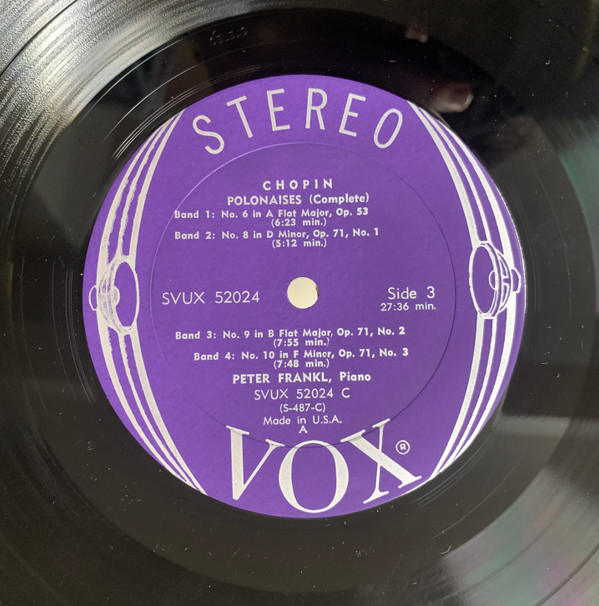 STEREO
CHOPIN
POLONAISES (Complete)
Band 1: No. 6 in A Flat Major, Op. 53
(6:23 min.)
Band 2: No. 8 in D Minor, Op. 71, No. 1
(5:12 min.)
SVUX 52024
Side 3
27:36 min.
Band 3: No. 9 in B Flat Major, Op. 71, No. 2
(7:55 min.)
Band 4: No. 10 in F Minor, Op. 71, No. 3
(7:48 min.)
PETER FRANKL, Piano
SVUX 52024 C
(S-487-C)
Made in U.S.A.
A
VOX®